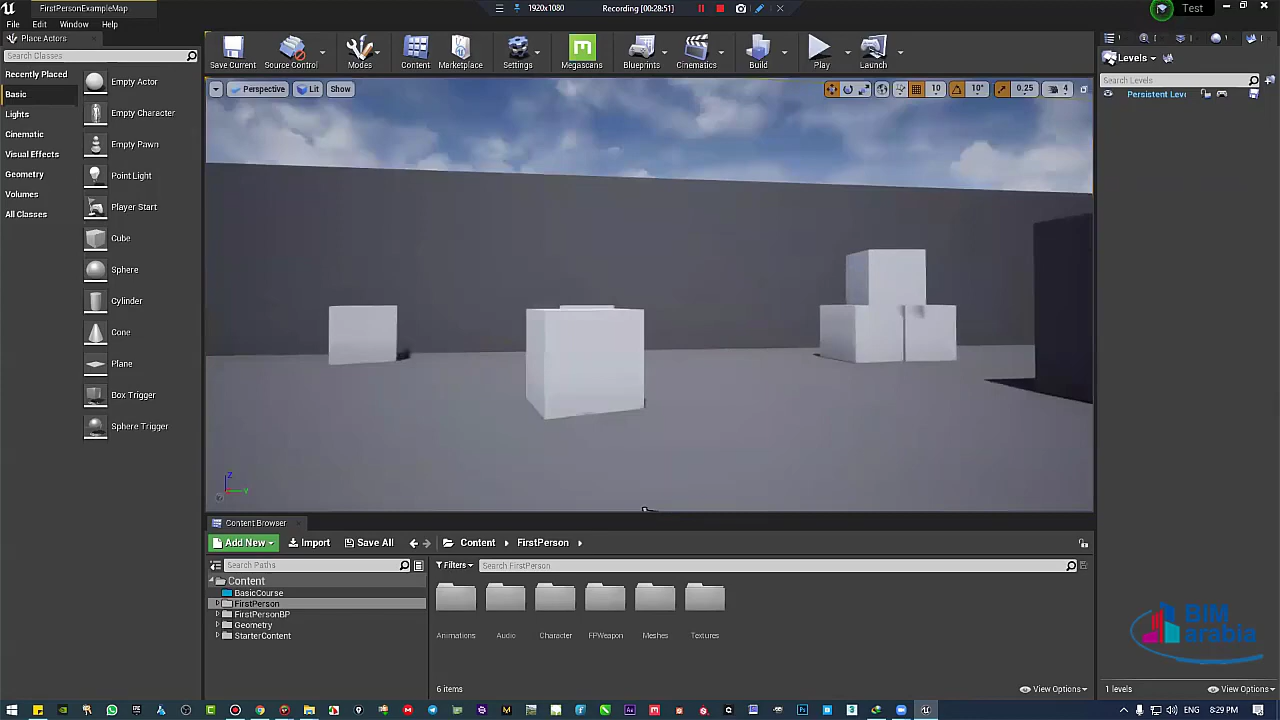 FirstPersonExampleMap
1920x1080
Recording [00:28:51]
Test
File
Edit
Window
Help
Place Actors
Search Classes
Recently Placed
Basic
Lights
Cinematic
Visual Effects
Geometry
Volumes
All Classes
Empty Actor
Empty Character
Empty Pawn
Point Light
Player Start
Cube
Sphere
Cylinder
Cone
Plane
Box Trigger
Sphere Trigger
Save Current
Source Control
Modes
Content
Marketplace
Settings
Megascans
Blueprints
Cinematics
Build
Play
Launch
Perspective
Lit
Show
10
10°
0.25
4
Levels
Search Levels
Persistent Leve
Z
Y
Content Browser
Add New
Import
Save All
Content
FirstPerson
Search Paths
Filters
Search FirstPerson
Content
BasicCourse
FirstPerson
FirstPersonBP
Geometry
StarterContent
Animations
Audio
Character
FPWeapon
Meshes
Textures
6 items
View Options
BIM
arabia
1 levels
View Options
ENG
8:29 PM